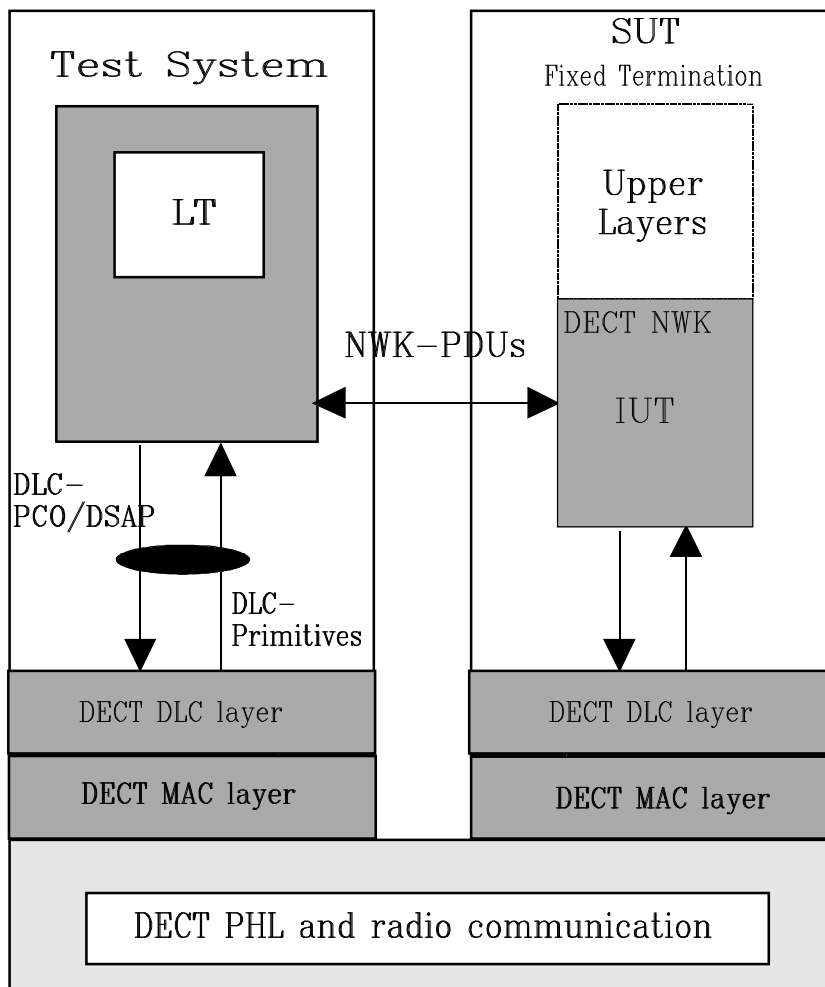 Test System
LT
DLC-
PCO/DSAP
DLC-
Primitives
DECT DLC layer
DECT MAC layer
NWK-PDUs
SUT
Fixed Termination
Upper
Layers
DECT NWK
IUT
DECT DLC layer
DECT MAC layer
DECT PHL and radio communication